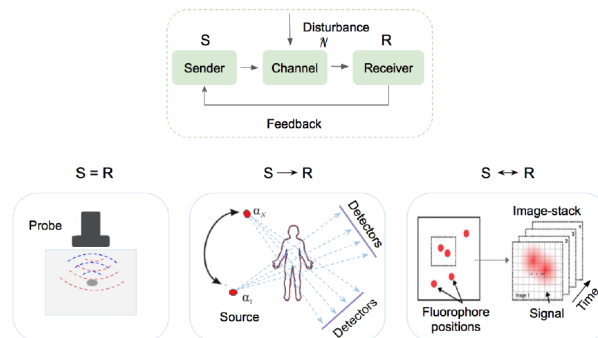 Disturbance
S
N
R
Sender
Channel
Receiver
Feedback
S = R
S → R
S ↔ R
Probe
α_N
α_1
Source
Detectors
Detectors
Image-stack
Fluorophore
positions
Signal
Time